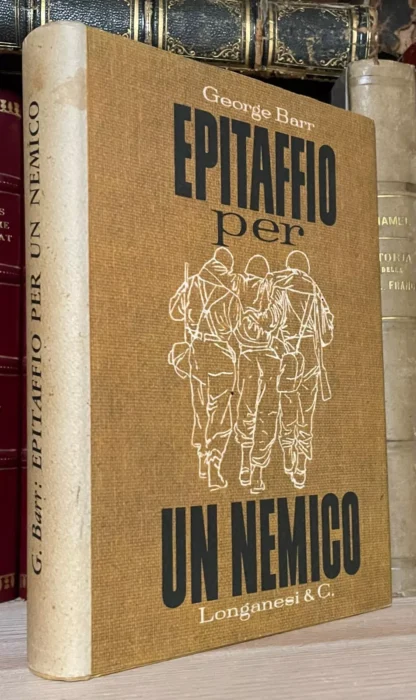 George Barr
EPITAFFIO
per
UN NEMICO
Longanesi & C.
G. Barr: EPITAFFIO PER UN NEMICO